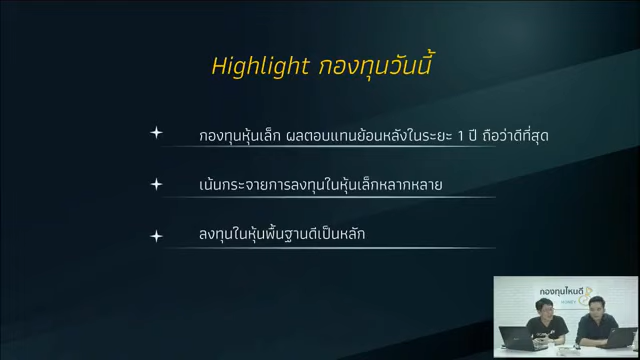 Highlight กองทุนวันนี้
กองทุนหุ้นเล็ก ผลตอบแทนย้อนหลังในระยะ 1 ปี ถือว่าดีที่สุด
เน้นกระจายการลงทุนในหุ้นเล็กหลากหลาย
ลงทุนในหุ้นพื้นฐานดีเป็นหลัก
กองทุนไหนดี